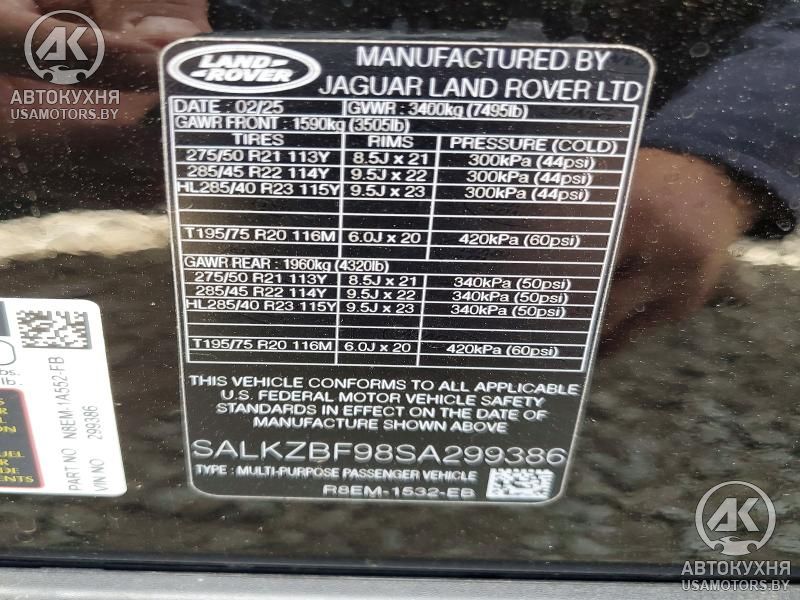 АК
АВТОКУХНЯ
USAMOTORS.BY
LAND
ROVER
MANUFACTURED BY
JAGUAR LAND ROVER LTD
DATE : 02/25 GVWR : 3400kg (7495lb)
GAWR FRONT : 1590kg (3505lb)
TIRES RIMS PRESSURE (COLD)
275/50 R21 113Y 8.5J x 21 300kPa (44psi)
285/45 R22 114Y 9.5J x 22 300kPa (44psi)
HL285/40 R23 115Y 9.5J x 23 300kPa (44psi)
T195/75 R20 116M 6.0J x 20 420kPa (60psi)
GAWR REAR : 1960kg (4320lb)
275/50 R21 113Y 8.5J x 21 340kPa (50psi)
285/45 R22 114Y 9.5J x 22 340kPa (50psi)
HL285/40 R23 115Y 9.5J x 23 340kPa (50psi)
T195/75 R20 116M 6.0J x 20 420kPa (60psi)
THIS VEHICLE CONFORMS TO ALL APPLICABLE
U.S. FEDERAL MOTOR VEHICLE SAFETY
STANDARDS IN EFFECT ON THE DATE OF
MANUFACTURE SHOWN ABOVE
SALKZBF98SA299386
TYPE : MULTI-PURPOSE PASSENGER VEHICLE
R8EM-1532-EB
PART NO N8EM-1A552-FB
VIN NO 299386
lb.
АК
АВТОКУХНЯ
USAMOTORS.BY